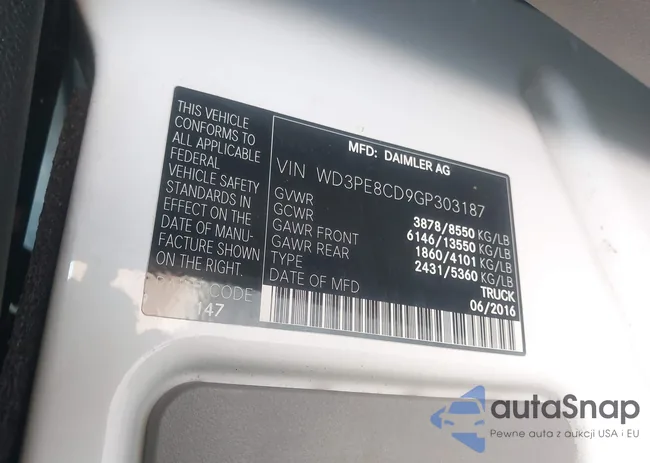 THIS VEHICLE
CONFORMS TO
ALL APPLICABLE
FEDERAL
VEHICLE SAFETY
STANDARDS IN
EFFECT ON THE
DATE OF MANU-
FACTURE SHOWN
ON THE RIGHT.
CODE
147
MFD: DAIMLER AG
VIN WD3PE8CD9GP303187
GVWR 3878/8550 KG/LB
GCWR 6146/13550 KG/LB
GAWR FRONT 1860/4101 KG/LB
GAWR REAR 2431/5360 KG/LB
TYPE TRUCK
DATE OF MFD 06/2016
autaSnap
Pewne auta z aukcji USA i EU